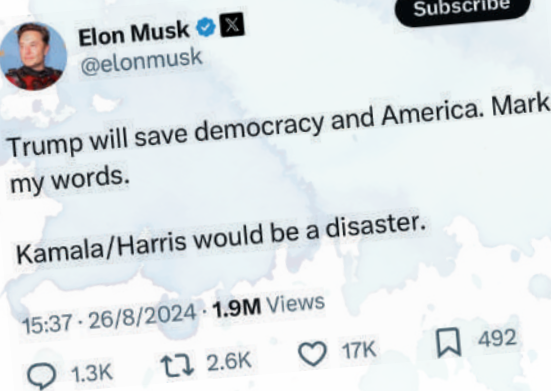 Subscribe
Elon Musk
@elonmusk
Trump will save democracy and America. Mark
my words.
Kamala/Harris would be a disaster.
15:37 · 26/8/2024 · 1.9M Views
1.3K 2.6K 17K 492